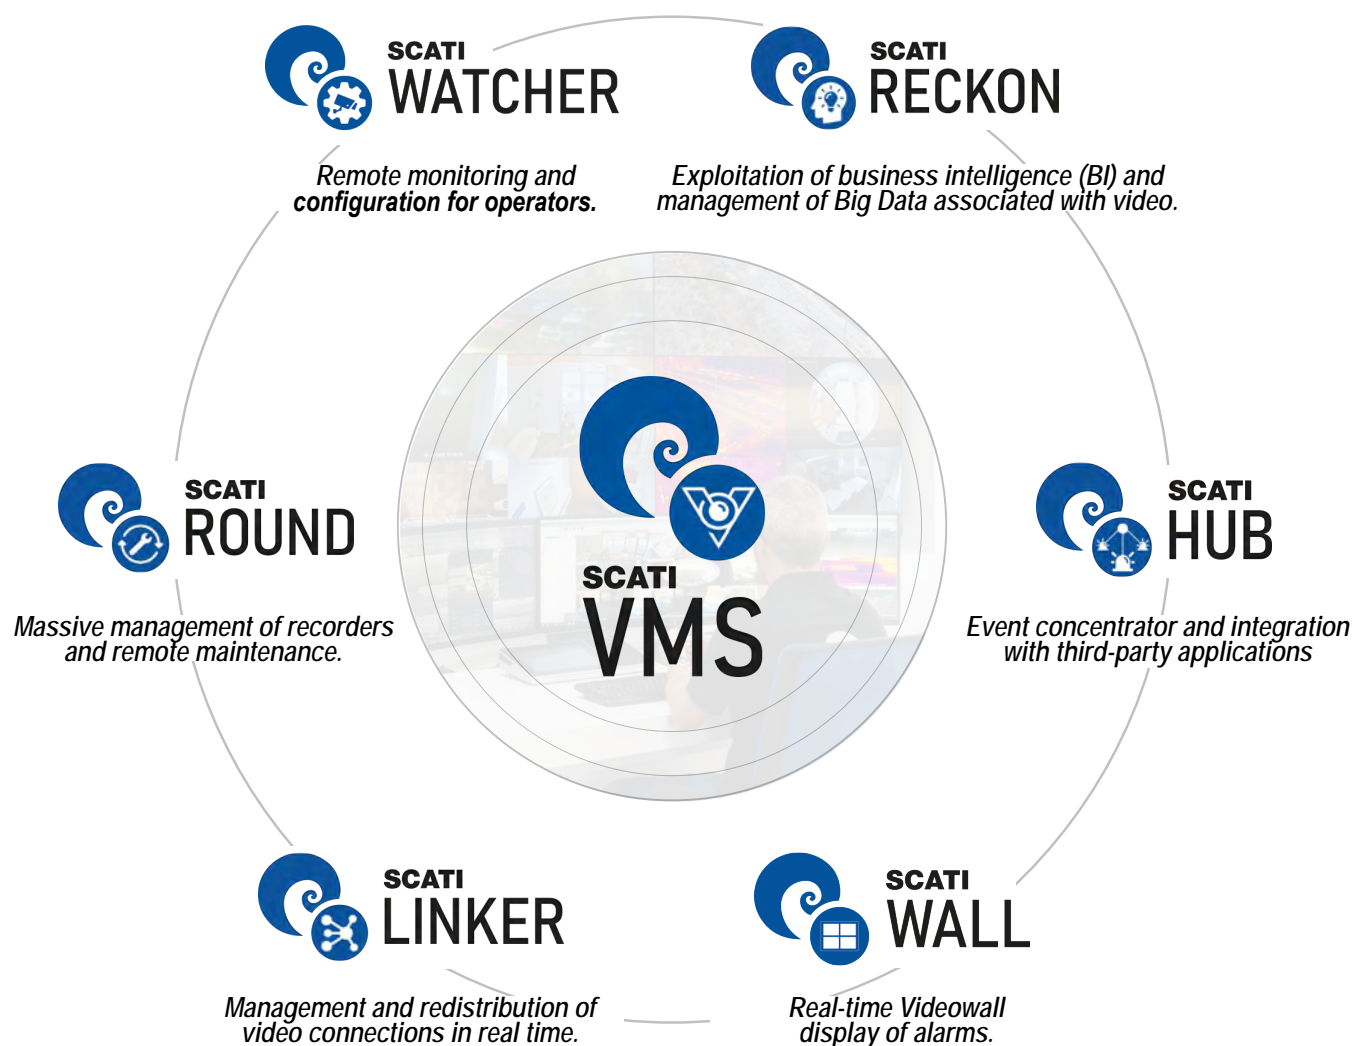 SCATI
WATCHER
Remote monitoring and
configuration for operators.
SCATI
RECKON
Exploitation of business intelligence (BI) and
management of Big Data associated with video.
SCATI
ROUND
Massive management of recorders
and remote maintenance.
SCATI
VMS
SCATI
HUB
Event concentrator and integration
with third-party applications
SCATI
LINKER
Management and redistribution of
video connections in real time.
SCATI
WALL
Real-time Videowall
display of alarms.